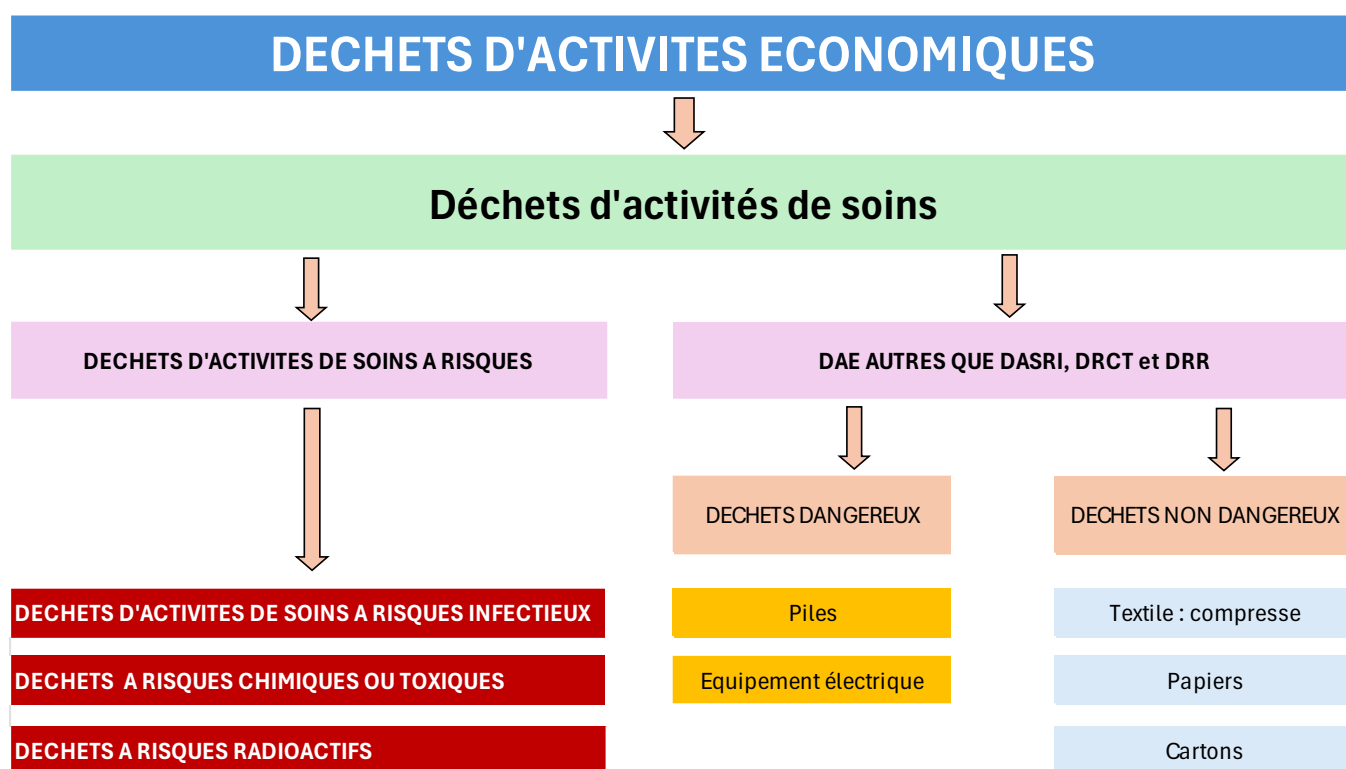 DECHETS D'ACTIVITES ECONOMIQUES
Déchets d'activités de soins
DECHETS D'ACTIVITES DE SOINS A RISQUES
DAE AUTRES QUE DASRI, DRCT et DRR
DECHETS DANGEREUX
DECHETS NON DANGEREUX
DECHETS D'ACTIVITES DE SOINS A RISQUES INFECTIEUX
Piles
Textile : compresse
DECHETS A RISQUES CHIMIQUES OU TOXIQUES
Equipement électrique
Papiers
DECHETS A RISQUES RADIOACTIFS
Cartons